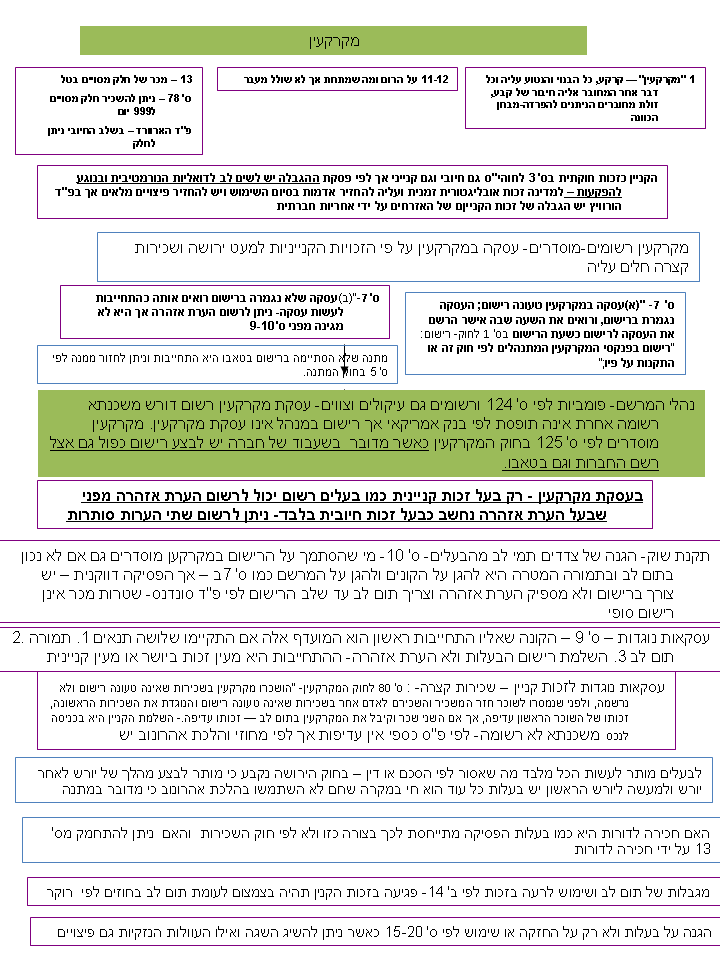 מקרקעין
1 "מקרקעין" — קרקע, כל הבנוי והנטוע עליה וכל
דבר אחר המחובר אליה חיבור של קבע,
זולת מחוברים הניתנים להפרדה-מבחן
הכוונה
11-12 על הרום ומה שמתחת אך לא שולל מעבר
13 – מכר של חלק מסויים בטל
ס' 78 – ניתן להשכיר חלק מסויים
ל999 יום
פ"ד הארוורד – בשלב החיובי ניתן
לחלק
הקניין כזכות חוקתית בס' 3 לחוהי"ס גם חיובי וגם קנייני אך לפי פסקת ההגבלה יש לשים לב לדואליות הנורמטיבית ובנוגע
להפקעות – למדינה זכות אובליגטורית זמנית ועליה להחזיר אדמות בסיום השימוש ויש להחזיר פיצויים מלאים אך בפ"ד
הורוויץ יש הגבלה של זכות הקניין של האזרחים על ידי אחריות חברתית
מקרקעין רשומים-מוסדרים- עסקה במקרקעין על פי הזכויות הקנייניות למעט ירושה ושכירות
קצרה חלים עליה
ס' 7- "(א)עסקה במקרקעין טעונה רישום; העסקה
נגמרת ברישום, ורואים את השעה שבה אישר הרשם
את העסקה לרישום כשעת הרישום בס' 1 לחוק- רישום:
"רישום בפנקסי המקרקעין המתנהלים לפי חוק זה או
התקנות על פיו;"
ס' 7-"(ב)עסקה שלא נגמרה ברישום רואים אותה כהתחייבות
לעשות עסקה- ניתן לרשום הערת אזהרה אך היא לא
מגינה מפני ס' 9-10
מתנה שלא הסתיימה ברישום בטאבו היא התחייבות וניתן לחזור ממנה לפי
ס' 5 בחוק המתנה.
נהלי המרשם- פומביות לפי ס' 124 ורשומים גם עיקולים וצווים- עסקת מקרקעין רשום דורש משכנתא
רשומה אחרת אינה תופסת לפי בנק אמריקאי אך רישום במנהל אינו עסקת מקרקעין. מקרקעין
מוסדרים לפי ס' 125 בחוק המקרקעין כאשר מדובר בשעבוד של חברה יש לבצע רישום כפול גם אצל
רשם החברות וגם בטאבו.
בעסקת מקרקעין - רק בעל זכות קניינית כמו בעלים רשום יכול לרשום הערת אזהרה מפני
שבעל הערת אזהרה נחשב כבעל זכות חיובית בלבד- ניתן לרשום שתי הערות סותרות
תקנת שוק- הגנה של צדדים תמי לב מהבעלים- ס' 10- מי שהסתמך על הרישום במקרקען מוסדרים גם אם לא נכון
בתום לב ובתמורה המטרה היא להגן על הקונים ולהגן על המרשם כמו ס' 7ב – אך הפסיקה דווקנית – יש
צורך ברישום ולא מספיק הערת אזהרה וצריך תום לב עד שלב הרישום לפי פ"ד סונדנס- שטרות מכר אינן
רישום סופי
עסקאות נוגדות – ס' 9 – הקונה שאליו התחייבות ראשון הוא המועדף אלה אם התקיימו שלושה תנאים 1. תמורה 2.
תום לב 3. השלמת רישום הבעלות ולא הערת אזהרה- ההתחייבות היא מעין זכות ביושר או מעין קניינית
עסקאות נוגדות לזכות קניין – שכירות קצרה- : ס' 80 לחוק המקרקעין- "הושכרו מקרקעין בשכירות שאינה טעונה רישום ולא
נרשמה, ולפני שנמסרו לשוכר חזר המשכיר והשכירם לאדם אחר בשכירות שאינה טעונה רישום והנוגדת את השכירות הראשונה,
זכותו של השוכר הראשון עדיפה, אך אם השני שכר וקיבל את המקרקעין בתום לב — זכותו עדיפה.- השלמת הקניין היא בכניסה
לנכס משכנתא לא רשומה- לפי פ"ס כספי אין עדיפות אך לפי מחוזי והלכת אהרונוב יש
לבעלים מותר לעשות הכל מלבד מה שאסור לפי הסכם או דין – בחוק הירושה נקבע כי מותר לבצע מהלך של יורש לאחר
יורש ולמעשה ליורש הראשון יש בעלות כל עוד הוא חי במקרה שחם לא השתמשו בהלכת אהרונוב כי מדובר במתנה
האם חכירה לדורות היא כמו בעלות הפסיקה מתייחסת לכך בצורה כזו ולא לפי חוק השכירות והאם ניתן להתחמק מס'
13 על ידי חכירה לדורות
מגבלות של תום לב ושימוש לרעה בזכות לפי ב' 14- פגיעה בזכות הקנין תהיה בצמצום לעומת תום לב בחוזים לפי רוקר
הגנה על בעלות ולא רק על החזקה או שימוש לפי ס' 15-20 כאשר ניתן להשיג השגה ואילו העוולות הנזקיות גם פיצויים